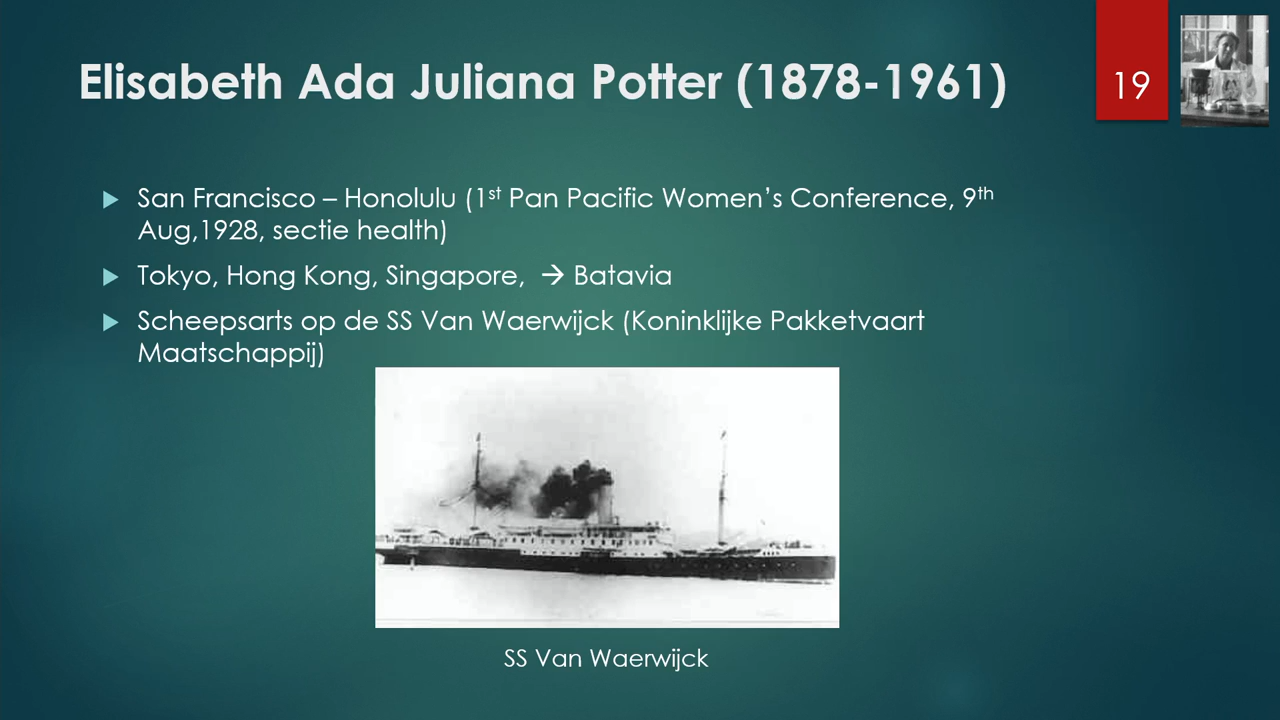 Elisabeth Ada Juliana Potter (1878-1961)
19
San Francisco – Honolulu (1st Pan Pacific Women’s Conference, 9th
Aug,1928, sectie health)
Tokyo, Hong Kong, Singapore, → Batavia
Scheepsarts op de SS Van Waerwijck (Koninklijke Pakketvaart
Maatschappij)
SS Van Waerwijck